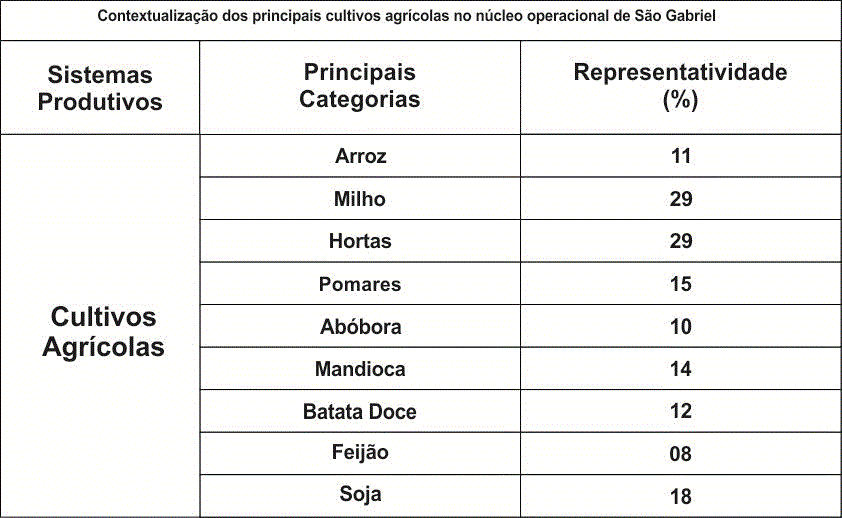 Contextualização dos principais cultivos agrícolas no núcleo operacional de São Gabriel
Sistemas
Produtivos
Principais
Categorias
Representatividade
(%)
Cultivos
Agrícolas
Arroz 11
Milho 29
Hortas 29
Pomares 15
Abóbora 10
Mandioca 14
Batata Doce 12
Feijão 08
Soja 18